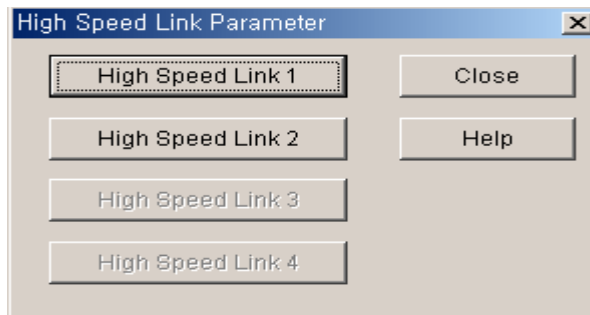 High Speed Link Parameter
High Speed Link 1
Close
High Speed Link 2
Help
High Speed Link 3
High Speed Link 4